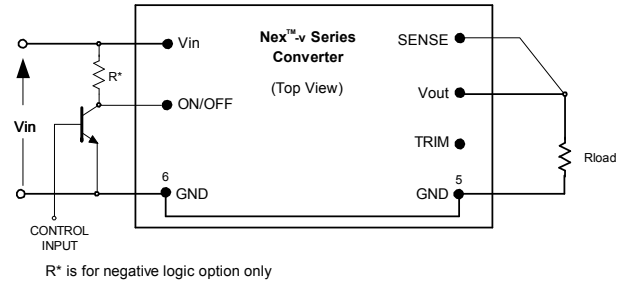 Nex™-v Series
Converter
(Top View)
Vin
SENSE
R*
ON/OFF
Vout
Vin
TRIM
Rload
6
GND
5
GND
CONTROL
INPUT
R* is for negative logic option only